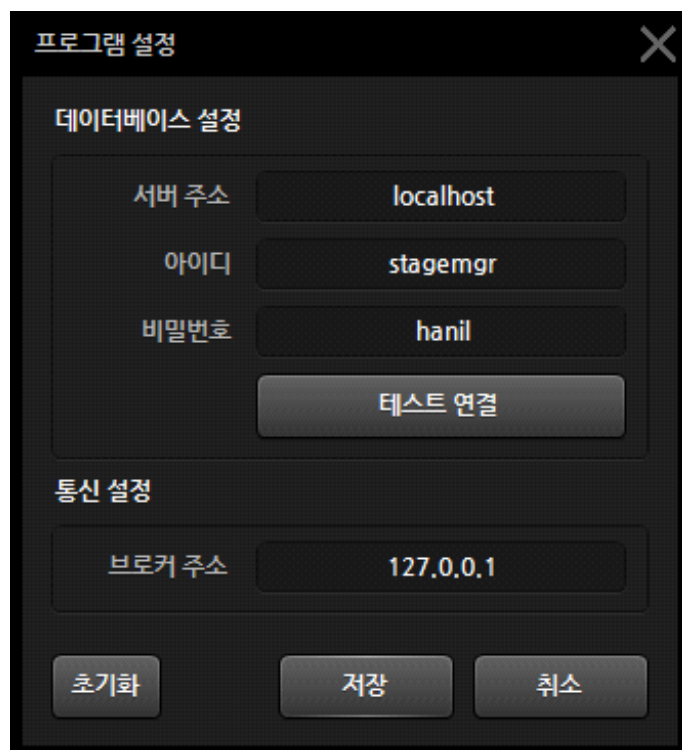 프로그램 설정
데이터베이스 설정
서버 주소 localhost
아이디 stagemgr
비밀번호 hanil
테스트 연결
통신 설정
브로커 주소 127.0.0.1
초기화 저장 취소